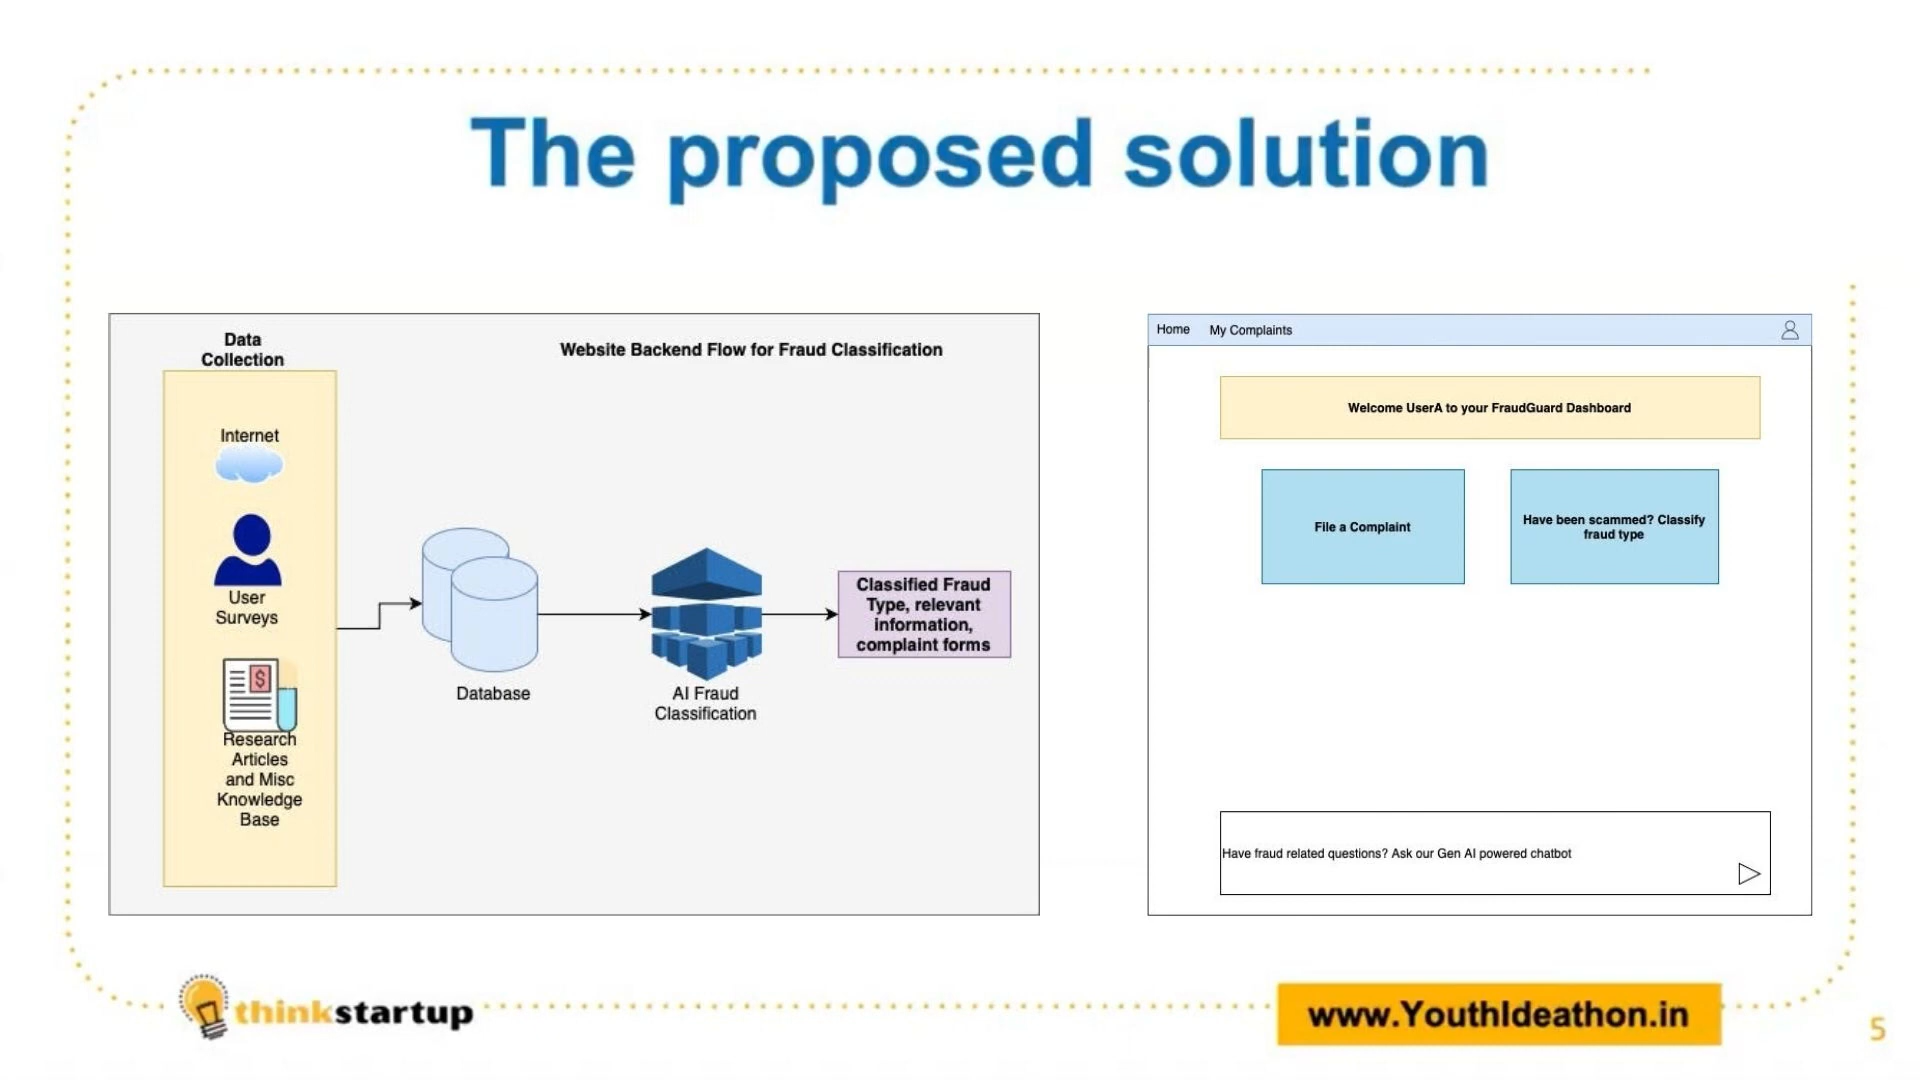 The proposed solution
Data
Collection
Website Backend Flow for Fraud Classification
Internet
User
Surveys
$
Research
Articles
and Misc
Knowledge
Base
Database
AI Fraud
Classification
Classified Fraud
Type, relevant
information,
complaint forms
Home My Complaints
Welcome UserA to your FraudGuard Dashboard
File a Complaint
Have been scammed? Classify
fraud type
Have fraud related questions? Ask our Gen AI powered chatbot
thinkstartup
www.YouthIdeathon.in
5